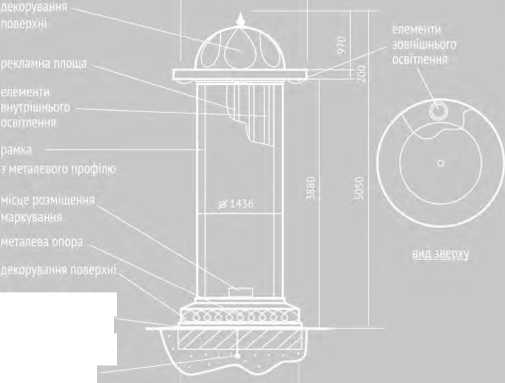 декорування
поверхні
рекламна площа
елементи
внутрішнього
освітлення
рамка
з металевого профілю
місце розміщення
маркування
металева опора
декорування поверхні
970
200
3880
5050
⌀ 1436
елементи
зовнішнього
освітлення
вид зверху